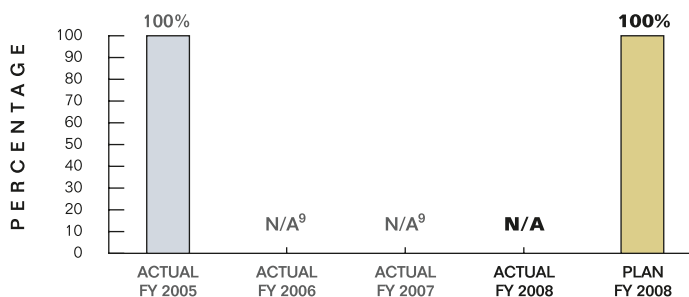 100%
100%
PERCENTAGE
100
90
80
70
60
50
40
30
20
10
0
N/A⁹
N/A⁹
N/A
ACTUAL
FY 2005
ACTUAL
FY 2006
ACTUAL
FY 2007
ACTUAL
FY 2008
PLAN
FY 2008